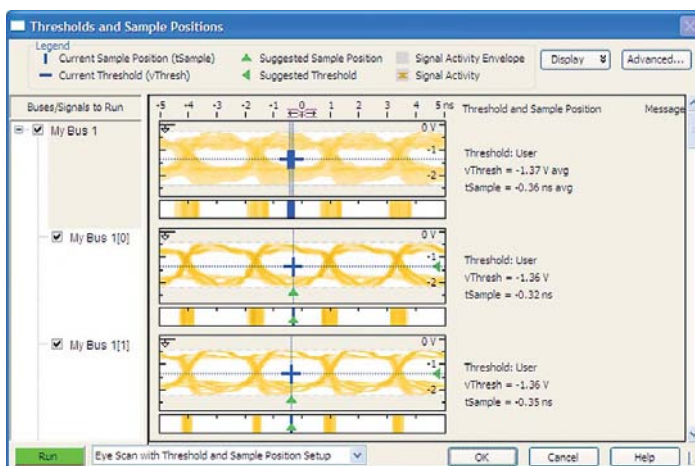 Thresholds and Sample Positions
Legend
Current Sample Position (tSample)
Suggested Sample Position
Signal Activity Envelope
Current Threshold (vThresh)
Suggested Threshold
Signal Activity
Display
Advanced...
Buses/Signals to Run
-5 -4 -3 -2 -1 0 1 2 3 4 5 ns
Threshold and Sample Position
Message
My Bus 1
0 V
-1
-2
Threshold: User
vThresh = -1.37 V avg
tSample = -0.36 ns avg
My Bus 1[0]
0 V
-1
-2
Threshold: User
vThresh = -1.36 V
tSample = -0.32 ns
My Bus 1[1]
0 V
-1
-2
Threshold: User
vThresh = -1.36 V
tSample = -0.35 ns
Run
Eye Scan with Threshold and Sample Position Setup
OK
Cancel
Help